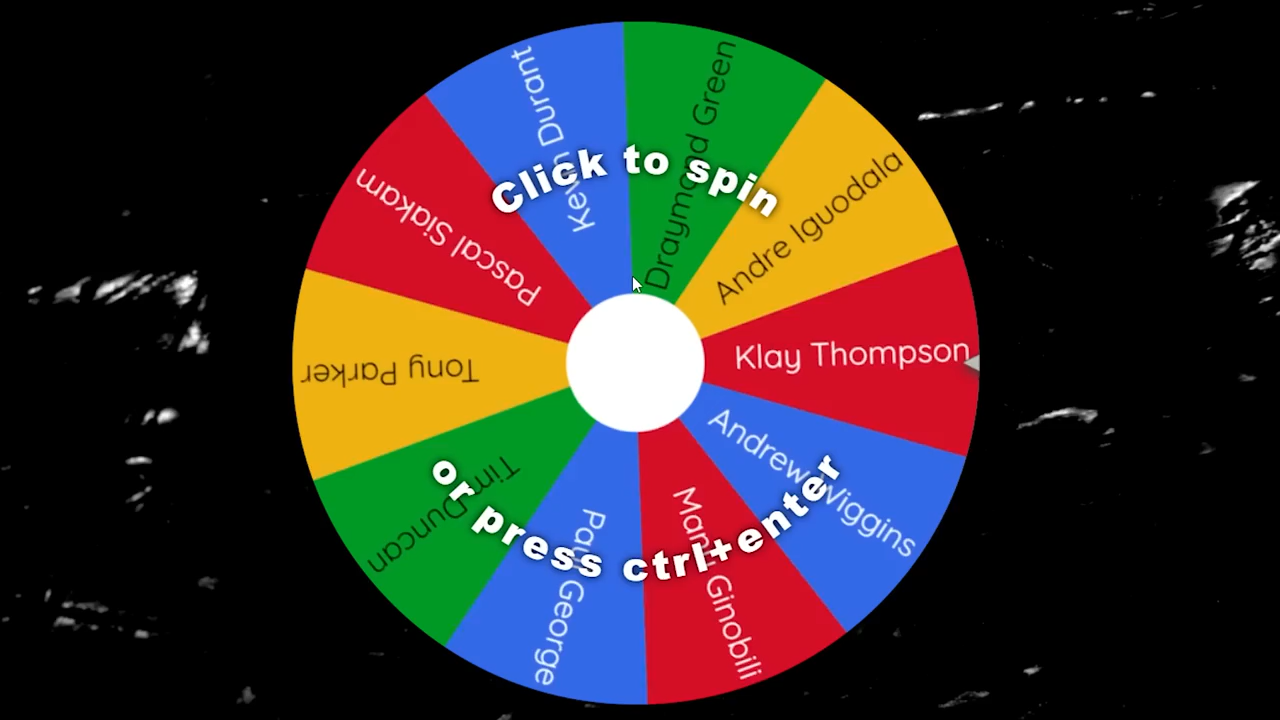 Click to spin
or press ctrl+enter
Kevin Durant
Draymond Green
Andre Iguodala
Klay Thompson
Andrew Wiggins
Manu Ginobili
Paul George
Tim Duncan
Tony Parker
Pascal Siakam